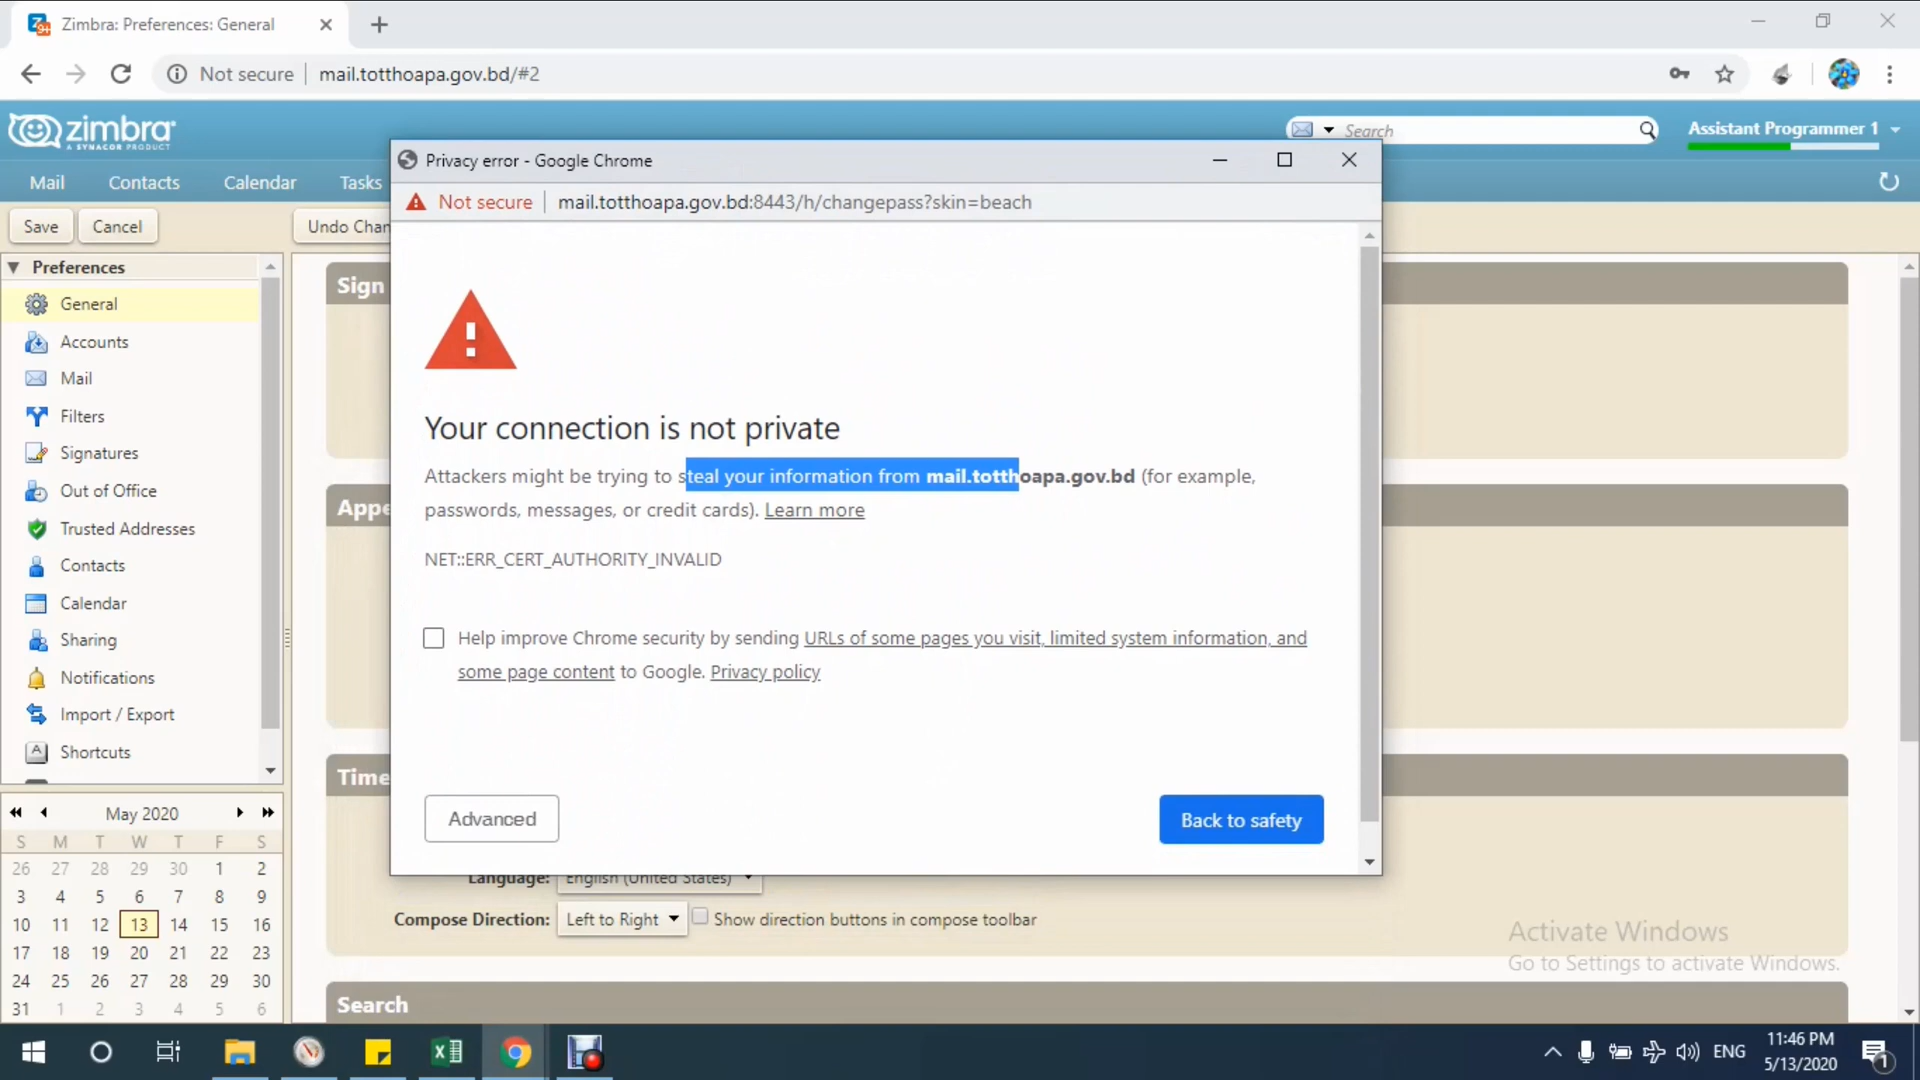 Zimbra: Preferences: General
Not secure
mail.totthoapa.gov.bd/#2
zimbra
A SYNACOR PRODUCT
Search
Assistant Programmer 1
Mail
Contacts
Calendar
Tasks
Save
Cancel
Undo Chan
Preferences
General
Accounts
Mail
Filters
Signatures
Out of Office
Trusted Addresses
Contacts
Calendar
Sharing
Notifications
Import / Export
Shortcuts
May 2020
S M T W T F S
26 27 28 29 30 1 2
3 4 5 6 7 8 9
10 11 12 13 14 15 16
17 18 19 20 21 22 23
24 25 26 27 28 29 30
31 1 2 3 4 5 6
Sign
Appe
Time
Privacy error - Google Chrome
Not secure
mail.totthoapa.gov.bd:8443/h/changepass?skin=beach
Your connection is not private
Attackers might be trying to steal your information from mail.totthoapa.gov.bd (for example,
passwords, messages, or credit cards). Learn more
NET::ERR_CERT_AUTHORITY_INVALID
Help improve Chrome security by sending URLs of some pages you visit, limited system information, and
some page content to Google. Privacy policy
Advanced
Back to safety
Language: English (United States)
Compose Direction: Left to Right Show direction buttons in compose toolbar
Search
Activate Windows
Go to Settings to activate Windows.
ENG
11:46 PM
5/13/2020
1